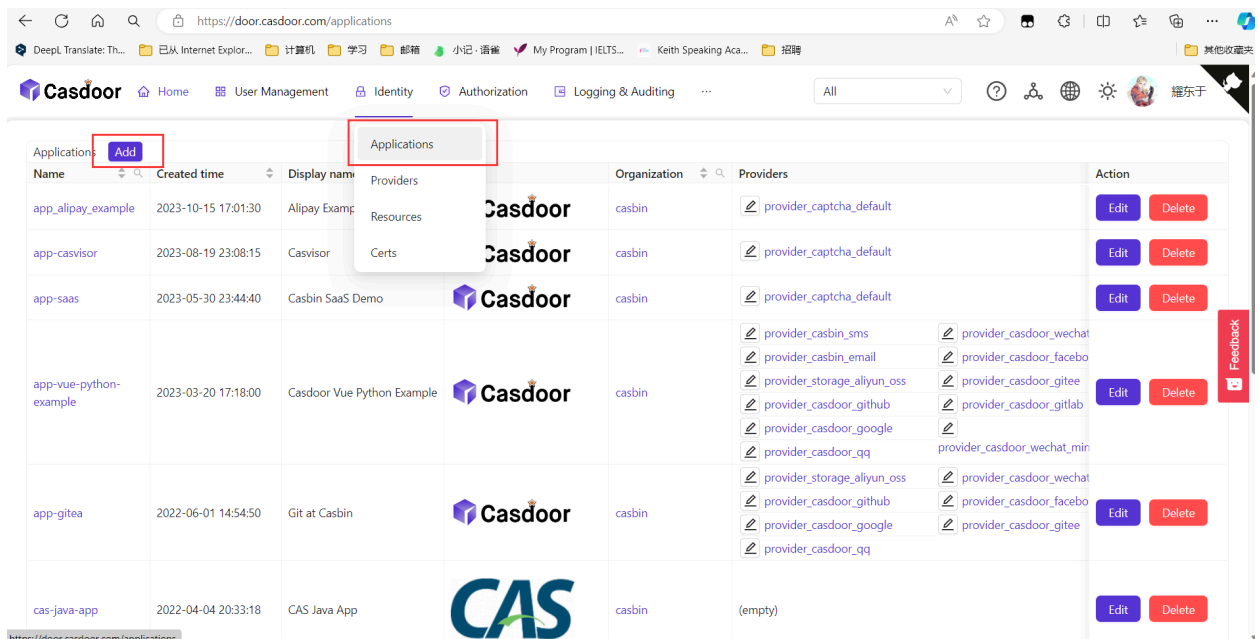 https://door.casdoor.com/applications
DeepL Translate: Th... 已从 Internet Explor... 计算机 学习 邮箱 小记 · 语雀 My Program | IELTS... Keith Speaking Aca... 招聘 其他收藏夹
Casdoor Home User Management Identity Authorization Logging & Auditing ··· All 耀东于
Applications
Providers
Resources
Certs
Applications Add
Name Created time Display name Organization Providers Action
app_alipay_example 2023-10-15 17:01:30 Alipay Examp Casdoor casbin provider_captcha_default Edit Delete
app-casvisor 2023-08-19 23:08:15 Casvisor Casdoor casbin provider_captcha_default Edit Delete
app-saas 2023-05-30 23:44:40 Casbin SaaS Demo Casdoor casbin provider_captcha_default Edit Delete
provider_casbin_sms provider_casdoor_wechat
provider_casbin_email provider_casdoor_facebo
provider_storage_aliyun_oss provider_casdoor_gitee
app-vue-python-
example 2023-03-20 17:18:00 Casdoor Vue Python Example Casdoor casbin Edit Delete
provider_casdoor_github provider_casdoor_gitlab
provider_casdoor_google
provider_casdoor_qq provider_casdoor_wechat_min
provider_storage_aliyun_oss provider_casdoor_wechat
provider_casdoor_github provider_casdoor_facebo
app-gitea 2022-06-01 14:54:50 Git at Casbin Casdoor casbin Edit Delete
provider_casdoor_google provider_casdoor_gitee
provider_casdoor_qq
cas-java-app 2022-04-04 20:33:18 CAS Java App CAS casbin (empty) Edit Delete
Feedback
https://door.casdoor.com/applications